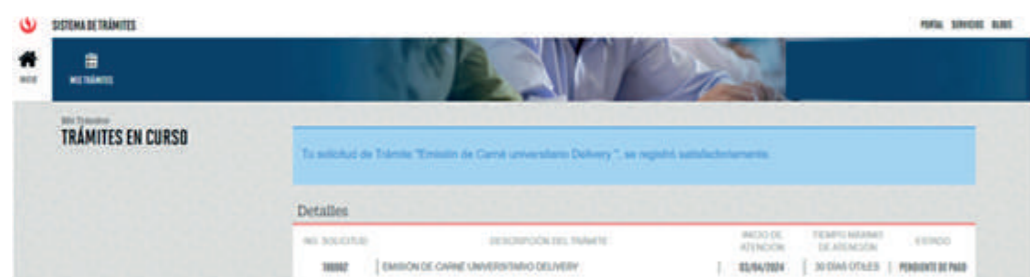 SISTEMA DE TRÁMITES
PORTAL SERVICIOS BLOGS
INICIO
MIS TRÁMITES
Mis Trámites
TRÁMITES EN CURSO
Tu solicitud de Trámite "Emisión de Carné universitario Delivery ", se registró satisfactoriamente.
Detalles
NRO. SOLICITUD DESCRIPCIÓN DEL TRÁMITE INICIO DE ATENCIÓN TIEMPO MÁXIMO DE ATENCIÓN ESTADO
EMISIÓN DE CARNÉ UNIVERSITARIO DELIVERY 03/04/2024 30 DÍAS ÚTILES PENDIENTE DE PAGO